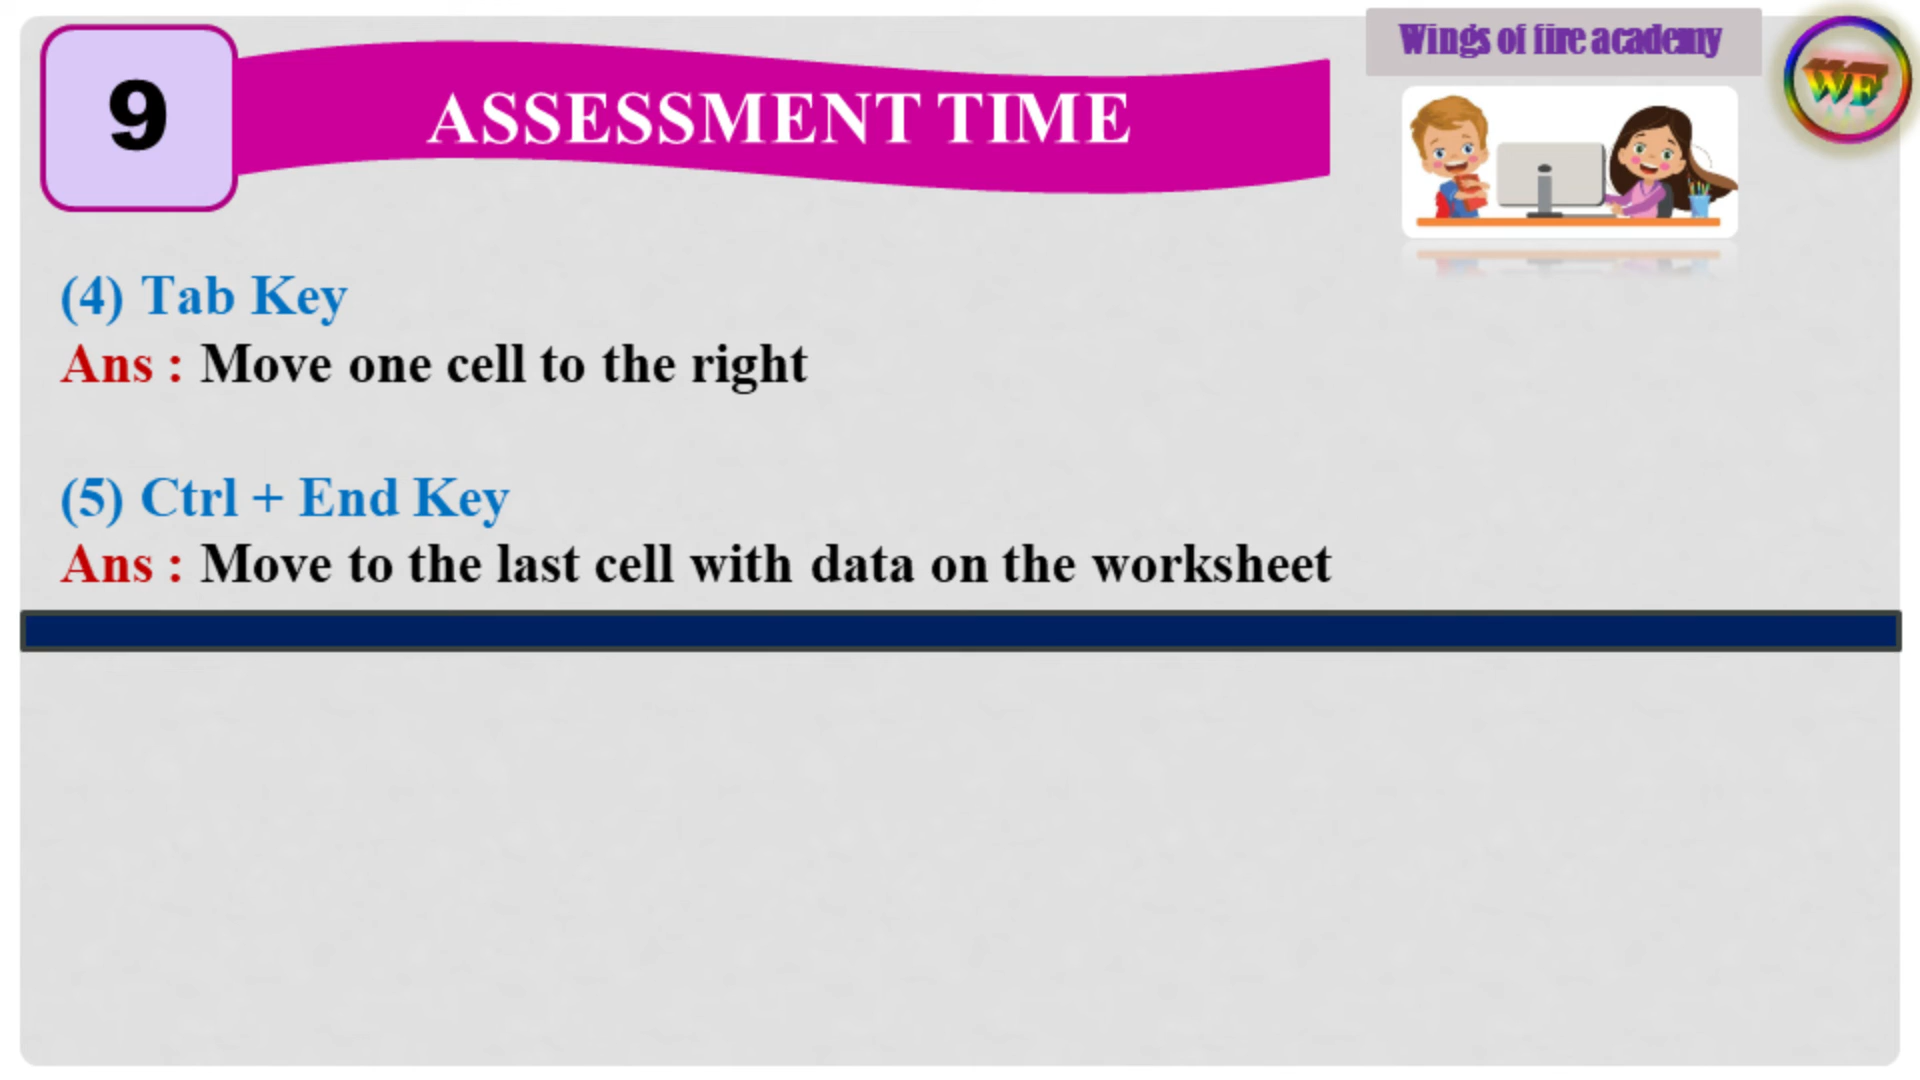 9
ASSESSMENT TIME
Wings of fire academy
WF
(4) Tab Key
Ans : Move one cell to the right
(5) Ctrl + End Key
Ans : Move to the last cell with data on the worksheet